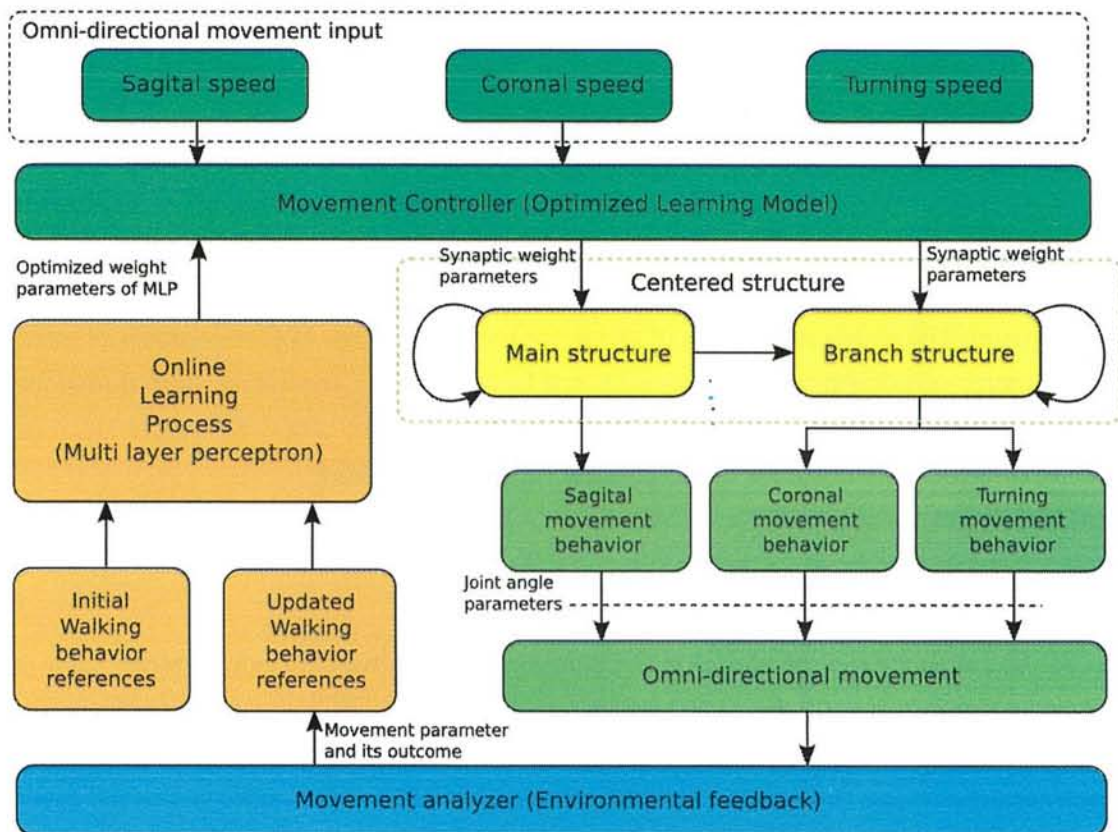 Omni-directional movement input
Sagital speed
Coronal speed
Turning speed
Movement Controller (Optimized Learning Model)
Optimized weight
parameters of MLP
Synaptic weight
parameters
Synaptic weight
parameters
Centered structure
Main structure
Branch structure
Online
Learning
Process
(Multi layer perceptron)
Sagital
movement
behavior
Coronal
movement
behavior
Turning
movement
behavior
Joint angle
parameters
Initial
Walking
behavior
references
Updated
Walking
behavior
references
Omni-directional movement
Movement parameter
and its outcome
Movement analyzer (Environmental feedback)